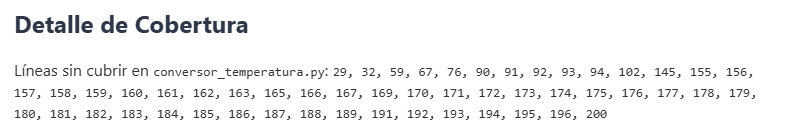 Detalle de Cobertura
Líneas sin cubrir en conversor_temperatura.py: 29, 32, 59, 67, 76, 90, 91, 92, 93, 94, 102, 145, 155, 156,
157, 158, 159, 160, 161, 162, 163, 165, 166, 167, 169, 170, 171, 172, 173, 174, 175, 176, 177, 178, 179,
180, 181, 182, 183, 184, 185, 186, 187, 188, 189, 191, 192, 193, 194, 195, 196, 200